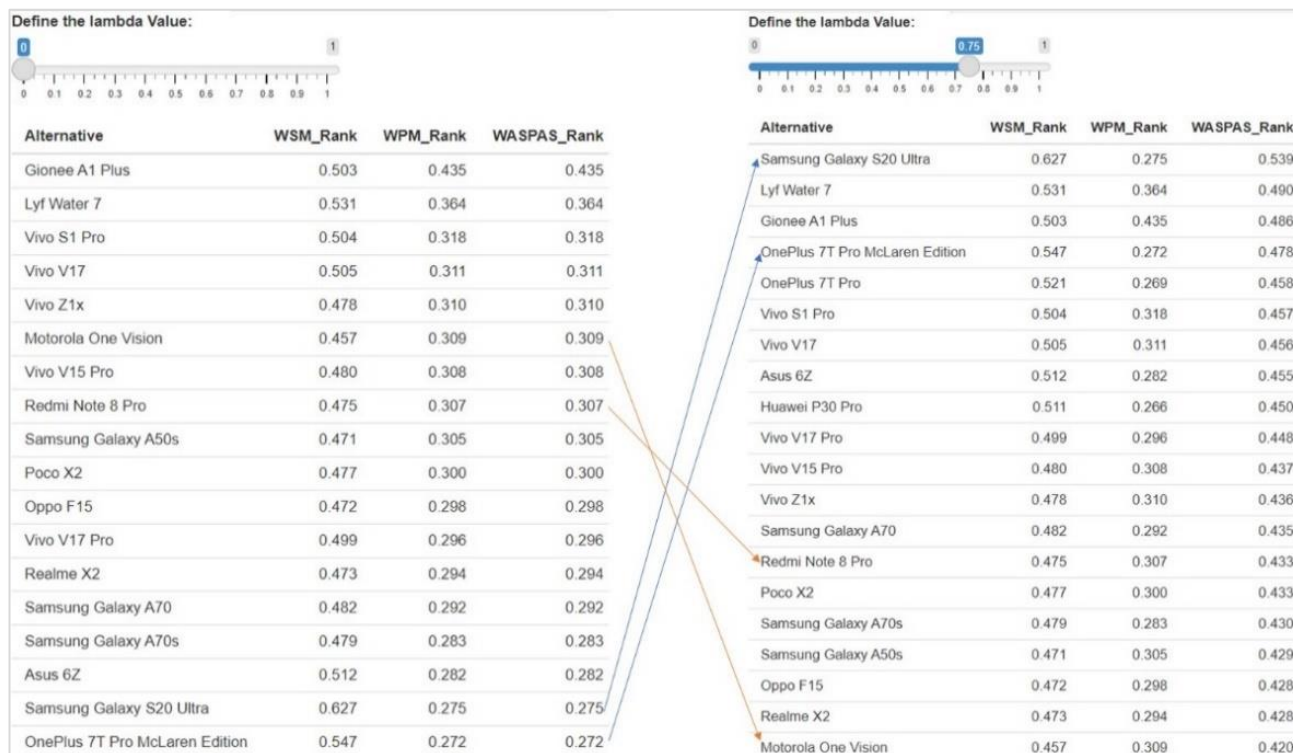 Define the lambda Value:
0 1
0 0.1 0.2 0.3 0.4 0.5 0.6 0.7 0.8 0.9 1
Alternative WSM_Rank WPM_Rank WASPAS_Rank
Gionee A1 Plus 0.503 0.435 0.435
Lyf Water 7 0.531 0.364 0.364
Vivo S1 Pro 0.504 0.318 0.318
Vivo V17 0.505 0.311 0.311
Vivo Z1x 0.478 0.310 0.310
Motorola One Vision 0.457 0.309 0.309
Vivo V15 Pro 0.480 0.308 0.308
Redmi Note 8 Pro 0.475 0.307 0.307
Samsung Galaxy A50s 0.471 0.305 0.305
Poco X2 0.477 0.300 0.300
Oppo F15 0.472 0.298 0.298
Vivo V17 Pro 0.499 0.296 0.296
Realme X2 0.473 0.294 0.294
Samsung Galaxy A70 0.482 0.292 0.292
Samsung Galaxy A70s 0.479 0.283 0.283
Asus 6Z 0.512 0.282 0.282
Samsung Galaxy S20 Ultra 0.627 0.275 0.275
OnePlus 7T Pro McLaren Edition 0.547 0.272 0.272
Define the lambda Value:
0 0.75 1
0 0.1 0.2 0.3 0.4 0.5 0.6 0.7 0.8 0.9 1
Alternative WSM_Rank WPM_Rank WASPAS_Rank
Samsung Galaxy S20 Ultra 0.627 0.275 0.539
Lyf Water 7 0.531 0.364 0.490
Gionee A1 Plus 0.503 0.435 0.486
OnePlus 7T Pro McLaren Edition 0.547 0.272 0.478
OnePlus 7T Pro 0.521 0.269 0.458
Vivo S1 Pro 0.504 0.318 0.457
Vivo V17 0.505 0.311 0.456
Asus 6Z 0.512 0.282 0.455
Huawei P30 Pro 0.511 0.266 0.450
Vivo V17 Pro 0.499 0.296 0.448
Vivo V15 Pro 0.480 0.308 0.437
Vivo Z1x 0.478 0.310 0.436
Samsung Galaxy A70 0.482 0.292 0.435
Redmi Note 8 Pro 0.475 0.307 0.433
Poco X2 0.477 0.300 0.433
Samsung Galaxy A70s 0.479 0.283 0.430
Samsung Galaxy A50s 0.471 0.305 0.429
Oppo F15 0.472 0.298 0.428
Realme X2 0.473 0.294 0.428
Motorola One Vision 0.457 0.309 0.420